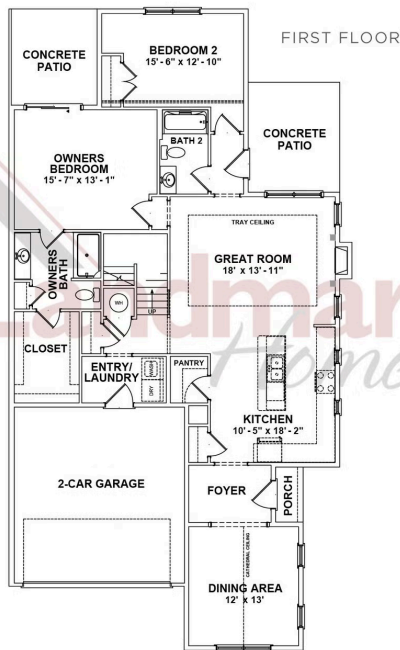 FIRST FLOOR
CONCRETE
PATIO
BEDROOM 2
15' - 6" x 12' - 10"
BATH 2
CONCRETE
PATIO
OWNERS
BEDROOM
15' - 7" x 13' - 1"
TRAY CEILING
GREAT ROOM
18' x 13' - 11"
OWNERS
BATH
WH
UP
Landmar
Home
CLOSET
ENTRY/
LAUNDRY
WASH
DRY
PANTRY
KITCHEN
10' - 5" x 18' - 2"
2-CAR GARAGE
FOYER
PORCH
CATHEDRAL CEILING
DINING AREA
12' x 13'